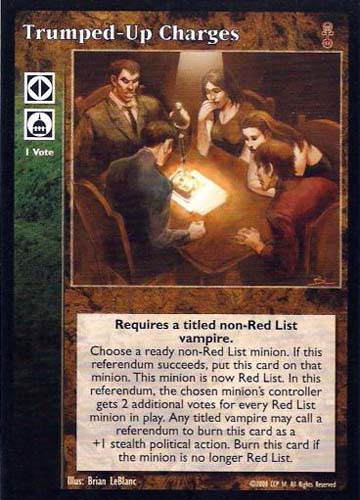 Trumped-Up Charges
1 Vote
Requires a titled non-Red List
vampire.
Choose a ready non-Red List minion. If this
referendum succeeds, put this card on that
minion. This minion is now Red List. In this
referendum, the chosen minion's controller
gets 2 additional votes for every Red List
minion in play. Any titled vampire may call a
referendum to burn this card as a
+1 stealth political action. Burn this card if
the minion is no longer Red List.
Illus: Brian LeBlanc
All Rights Reserved